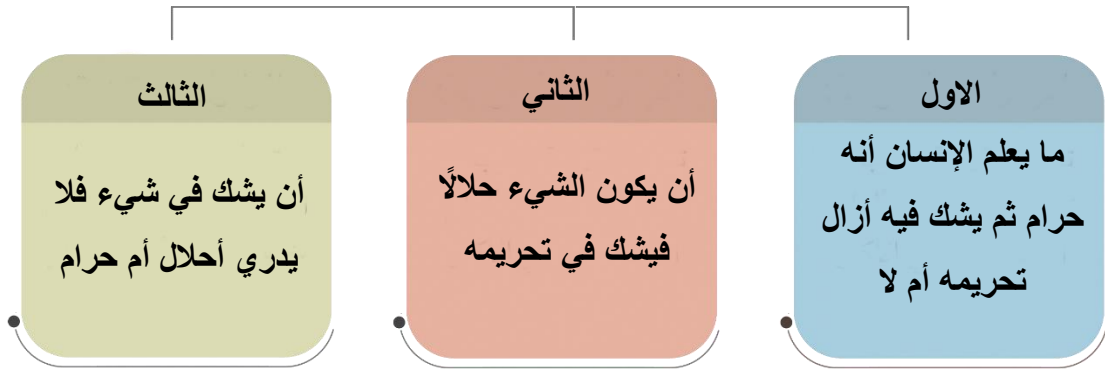 الاول
ما يعلم الإنسان أنه
حرام ثم يشك فيه أزال
تحريمه أم لا
الثاني
أن يكون الشيء حلالًا
فيشك في تحريمه
الثالث
أن يشك في شيء فلا
يدري أحلال أم حرام